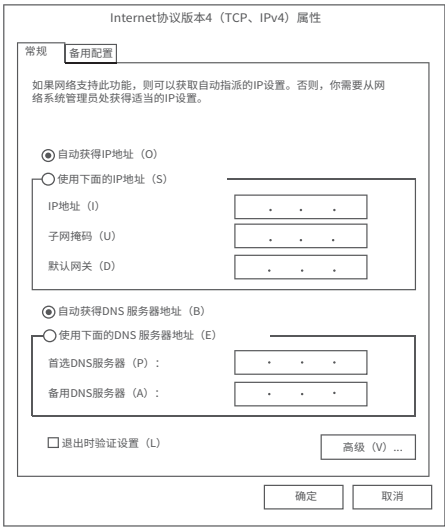 Internet协议版本4（TCP、IPv4）属性
常规
备用配置
如果网络支持此功能，则可以获取自动指派的IP设置。否则，你需要从网
络系统管理员处获得适当的IP设置。
自动获得IP地址（O）
使用下面的IP地址（S）
IP地址（I）
子网掩码（U）
默认网关（D）
自动获得DNS 服务器地址（B）
使用下面的DNS 服务器地址（E）
首选DNS服务器（P）：
备用DNS服务器（A）：
退出时验证设置（L）
高级（V）...
确定
取消